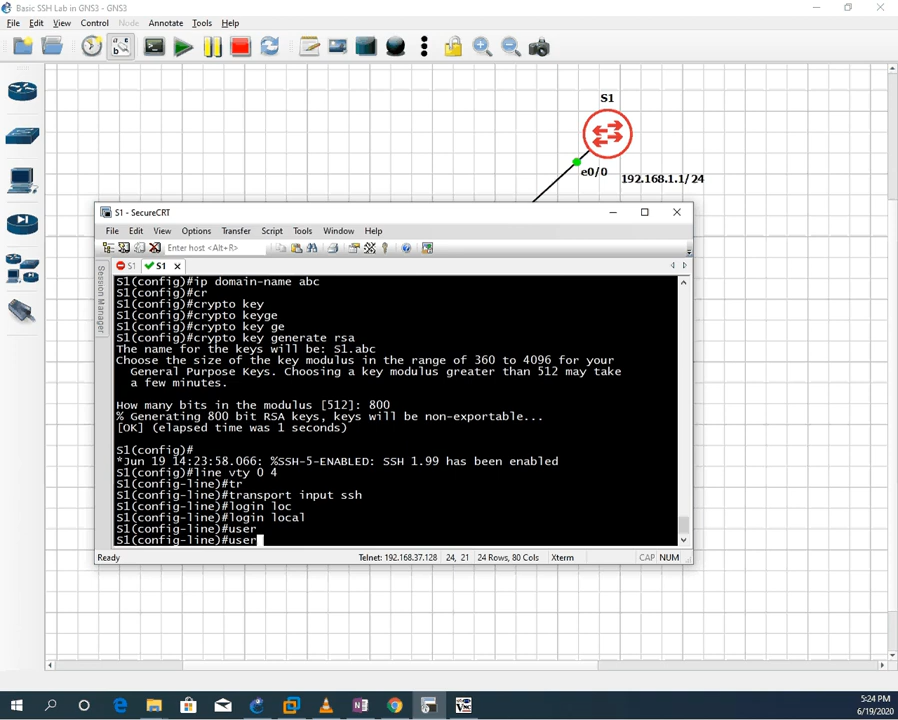 Basic SSH Lab in GNS3 - GNS3
File Edit View Control Node Annotate Tools Help
S1
e0/0
192.168.1.1/24
S1 - SecureCRT
File Edit View Options Transfer Script Tools Window Help
Enter host <Alt+R>
S1
S1
Session Manager
S1(config)#ip domain-name abc
S1(config)#cr
S1(config)#crypto key
S1(config)#crypto keyge
S1(config)#crypto key ge
S1(config)#crypto key generate rsa
The name for the keys will be: S1.abc
Choose the size of the key modulus in the range of 360 to 4096 for your
General Purpose Keys. Choosing a key modulus greater than 512 may take
a few minutes.
How many bits in the modulus [512]: 800
% Generating 800 bit RSA keys, keys will be non-exportable...
[OK] (elapsed time was 1 seconds)
S1(config)#
*Jun 19 14:23:58.066: %SSH-5-ENABLED: SSH 1.99 has been enabled
S1(config)#line vty 0 4
S1(config-line)#tr
S1(config-line)#transport input ssh
S1(config-line)#login loc
S1(config-line)#login local
S1(config-line)#user
S1(config-line)#user
Ready Telnet: 192.168.37.128 24, 21 24 Rows, 80 Cols Xterm CAP NUM
5:24 PM
6/19/2020